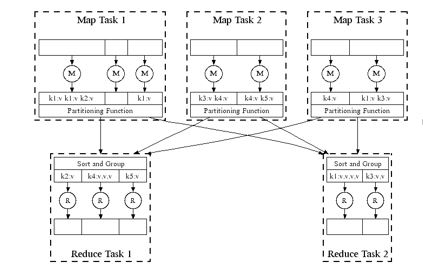 Map Task 1
Map Task 2
Map Task 3
M
M
M
M
M
M
M
k1:v k1:v k2:v
k1:v
k3:v k4:v
k4:v k5:v
k4:v
k1:v k3:v
Partitioning Function
Partitioning Function
Partitioning Function
Sort and Group
Sort and Group
k2:v
k4:v,v,v
k5:v
k1:v,v,v,v
k3:v,v
R
R
R
R
R
Reduce Task 1
Reduce Task 2